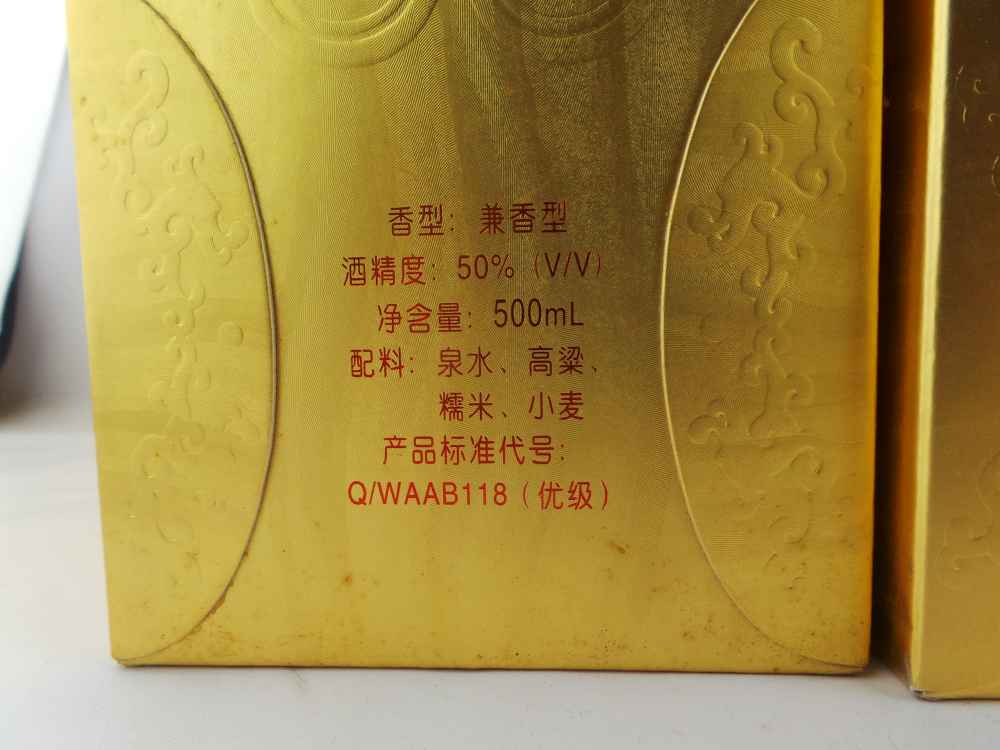 香型：兼香型
酒精度：50%（V/V）
净含量：500mL
配料：泉水、高粱、
糯米、小麦
产品标准代号：
Q/WAAB118（优级）